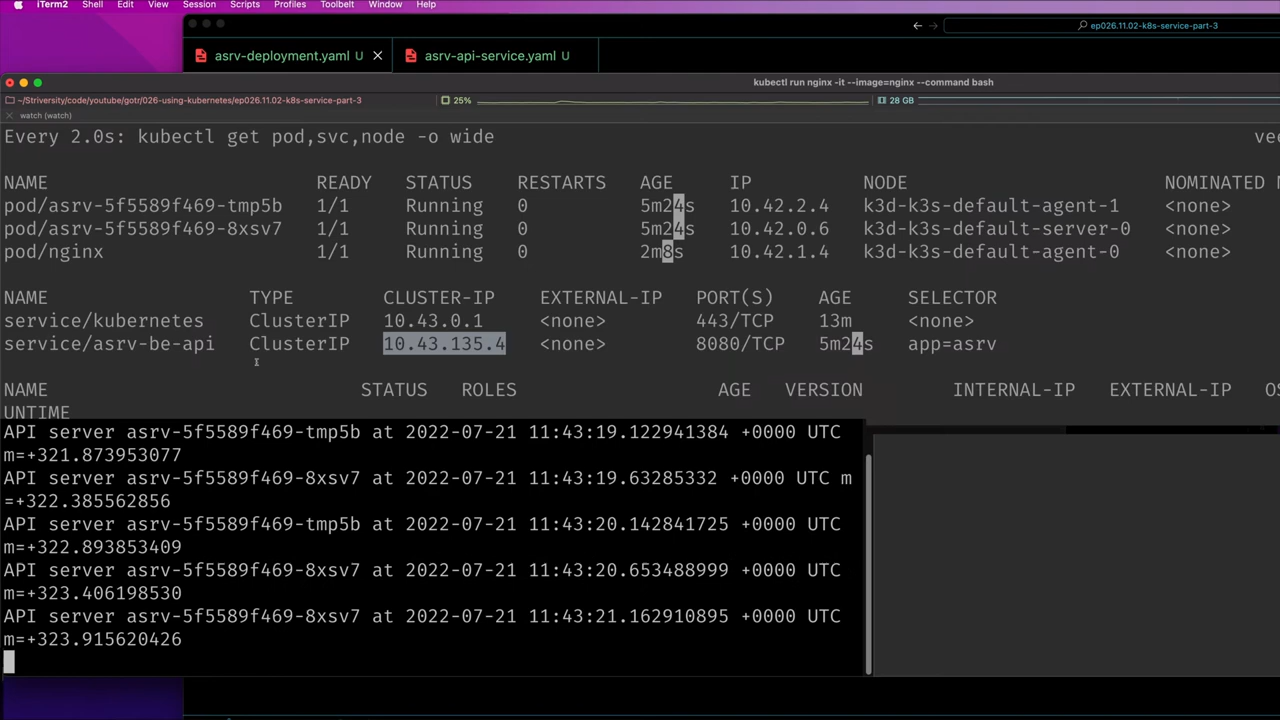 iTerm2 Shell Edit View Session Scripts Profiles Toolbelt Window Help
ep026.11.02-k8s-service-part-3
asrv-deployment.yaml U asrv-api-service.yaml U
kubectl run nginx -it --image=nginx --command bash
~/Striversity/code/youtube/gotr/026-using-kubernetes/ep026.11.02-k8s-service-part-3 25% 28 GB
watch (watch)
Every 2.0s: kubectl get pod,svc,node -o wide vee
NAME READY STATUS RESTARTS AGE IP NODE NOMINATED N
pod/asrv-5f5589f469-tmp5b 1/1 Running 0 5m24s 10.42.2.4 k3d-k3s-default-agent-1 <none>
pod/asrv-5f5589f469-8xsv7 1/1 Running 0 5m24s 10.42.0.6 k3d-k3s-default-server-0 <none>
pod/nginx 1/1 Running 0 2m8s 10.42.1.4 k3d-k3s-default-agent-0 <none>
NAME TYPE CLUSTER-IP EXTERNAL-IP PORT(S) AGE SELECTOR
service/kubernetes ClusterIP 10.43.0.1 <none> 443/TCP 13m <none>
service/asrv-be-api ClusterIP 10.43.135.4 <none> 8080/TCP 5m24s app=asrv
NAME STATUS ROLES AGE VERSION INTERNAL-IP EXTERNAL-IP OS
UNTIME
API server asrv-5f5589f469-tmp5b at 2022-07-21 11:43:19.122941384 +0000 UTC
m=+321.873953077
API server asrv-5f5589f469-8xsv7 at 2022-07-21 11:43:19.63285332 +0000 UTC m
=+322.385562856
API server asrv-5f5589f469-tmp5b at 2022-07-21 11:43:20.142841725 +0000 UTC
m=+322.893853409
API server asrv-5f5589f469-8xsv7 at 2022-07-21 11:43:20.653488999 +0000 UTC
m=+323.406198530
API server asrv-5f5589f469-8xsv7 at 2022-07-21 11:43:21.162910895 +0000 UTC
m=+323.915620426